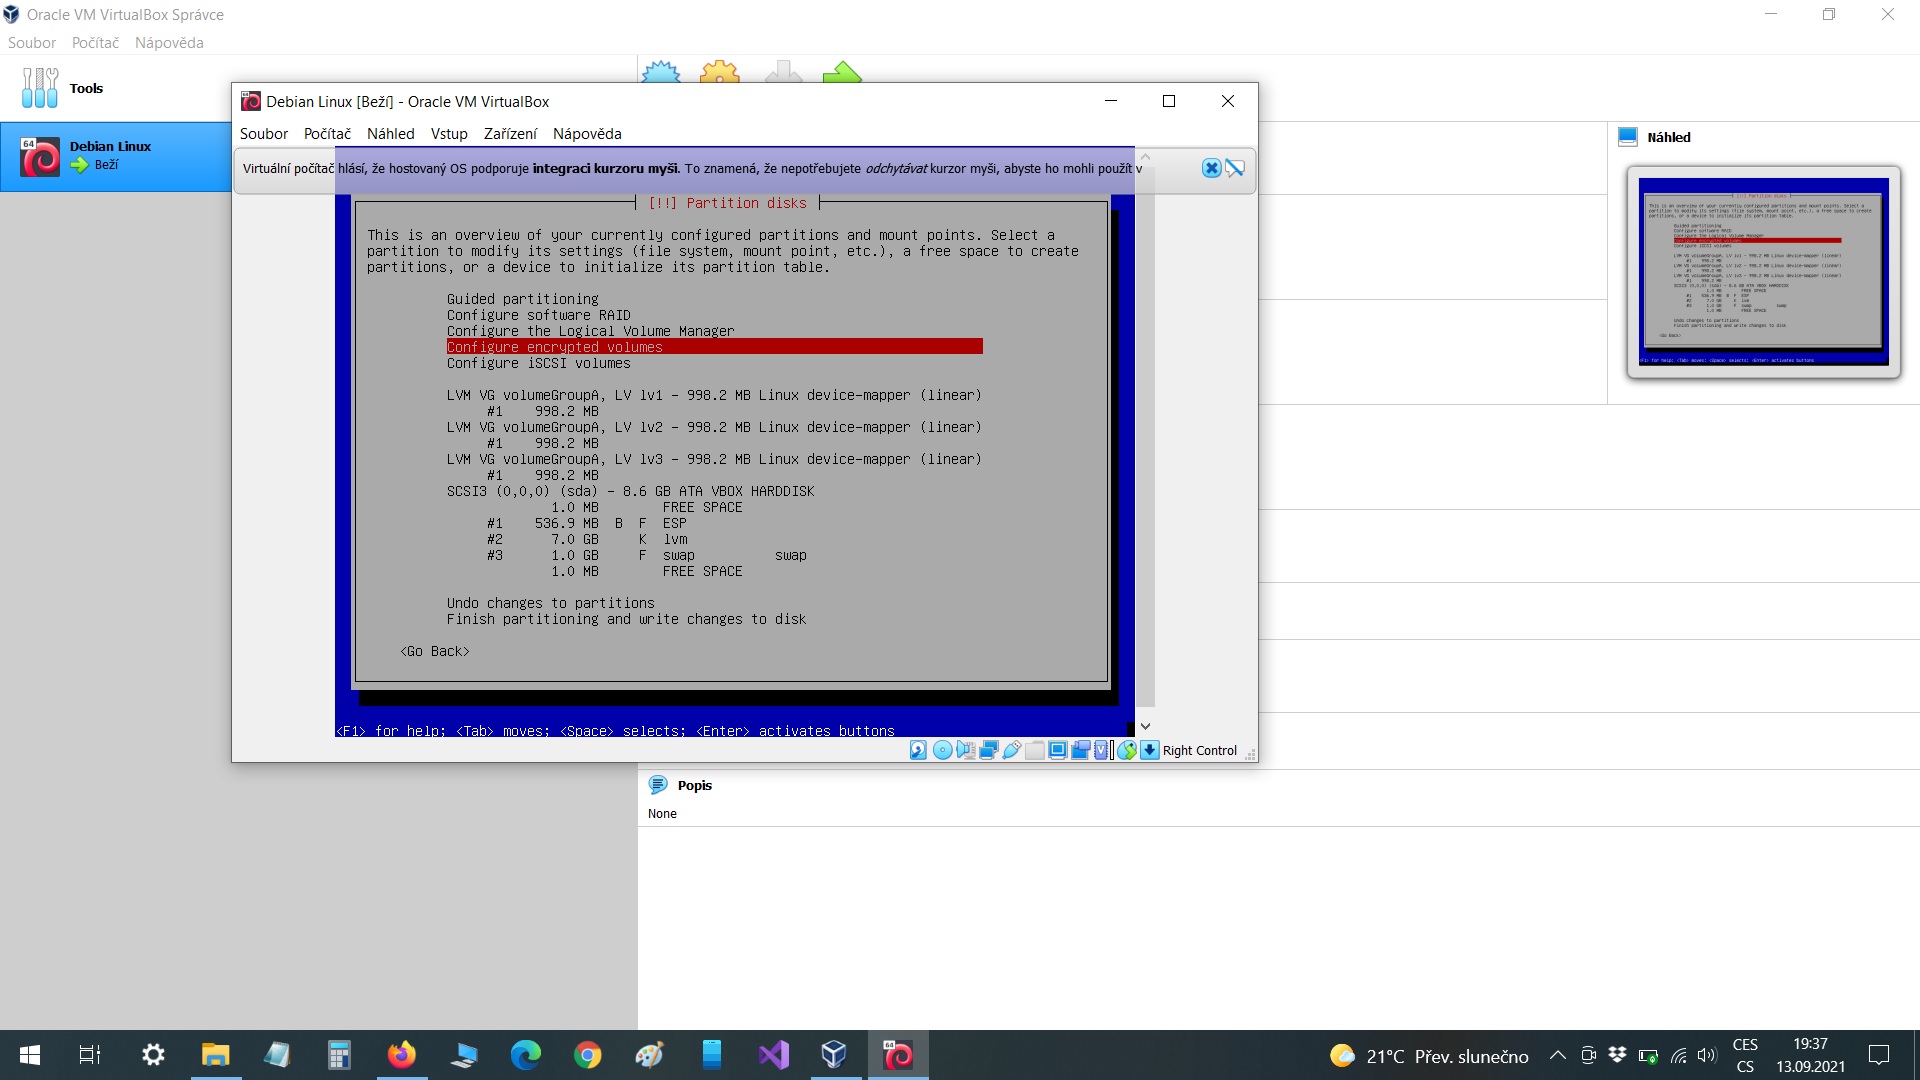 Oracle VM VirtualBox Správce
Soubor Počítač Nápověda
Tools
64
Debian Linux
Beží
Debian Linux [Beží] - Oracle VM VirtualBox
Soubor Počítač Náhled Vstup Zařízení Nápověda
Virtuální počítač hlásí, že hostovaný OS podporuje integraci kurzoru myši. To znamená, že nepotřebujete odchytávat kurzor myši, abyste ho mohli použít v
[!!] Partition disks
This is an overview of your currently configured partitions and mount points. Select a
partition to modify its settings (file system, mount point, etc.), a free space to create
partitions, or a device to initialize its partition table.
Guided partitioning
Configure software RAID
Configure the Logical Volume Manager
Configure encrypted volumes
Configure iSCSI volumes
LVM VG volumeGroupA, LV lv1 - 998.2 MB Linux device-mapper (linear)
#1 998.2 MB
LVM VG volumeGroupA, LV lv2 - 998.2 MB Linux device-mapper (linear)
#1 998.2 MB
LVM VG volumeGroupA, LV lv3 - 998.2 MB Linux device-mapper (linear)
#1 998.2 MB
SCSI3 (0,0,0) (sda) - 8.6 GB ATA VBOX HARDDISK
1.0 MB FREE SPACE
#1 536.9 MB B F ESP
#2 7.0 GB K lvm
#3 1.0 GB F swap swap
1.0 MB FREE SPACE
Undo changes to partitions
Finish partitioning and write changes to disk
<Go Back>
<F1> for help; <Tab> moves; <Space> selects; <Enter> activates buttons
Right Control
Náhled
Popis
None
21°C Přev. slunečno
CES
CS
19:37
13.09.2021